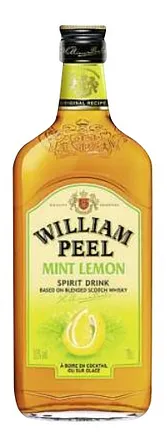 ORIGINAL RECIPE
WILLIAM
PEEL
MINT LEMON
SPIRIT DRINK
BASED ON BLENDED SCOTCH WHISKY
À BOIRE EN COCKTAIL
OU SUR GLACE